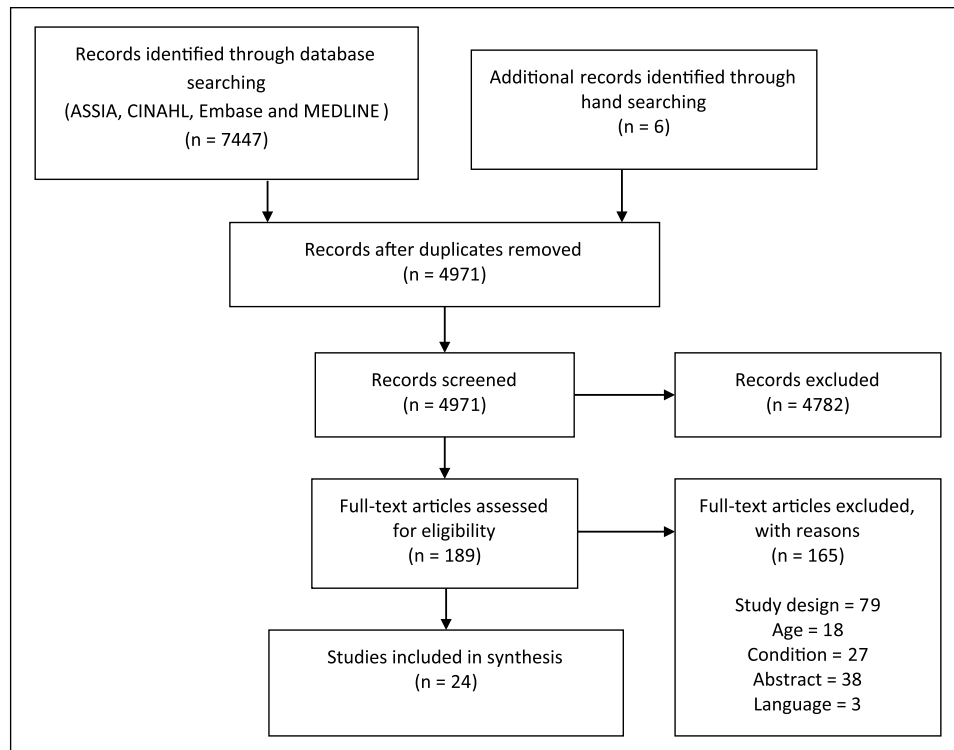 Records identified through database
searching
(ASSIA, CINAHL, Embase and MEDLINE )
(n = 7447)
Additional records identified through
hand searching
(n = 6)
Records after duplicates removed
(n = 4971)
Records screened
(n = 4971)
Records excluded
(n = 4782)
Full-text articles assessed
for eligibility
(n = 189)
Full-text articles excluded,
with reasons
(n = 165)
Study design = 79
Age = 18
Condition = 27
Abstract = 38
Language = 3
Studies included in synthesis
(n = 24)